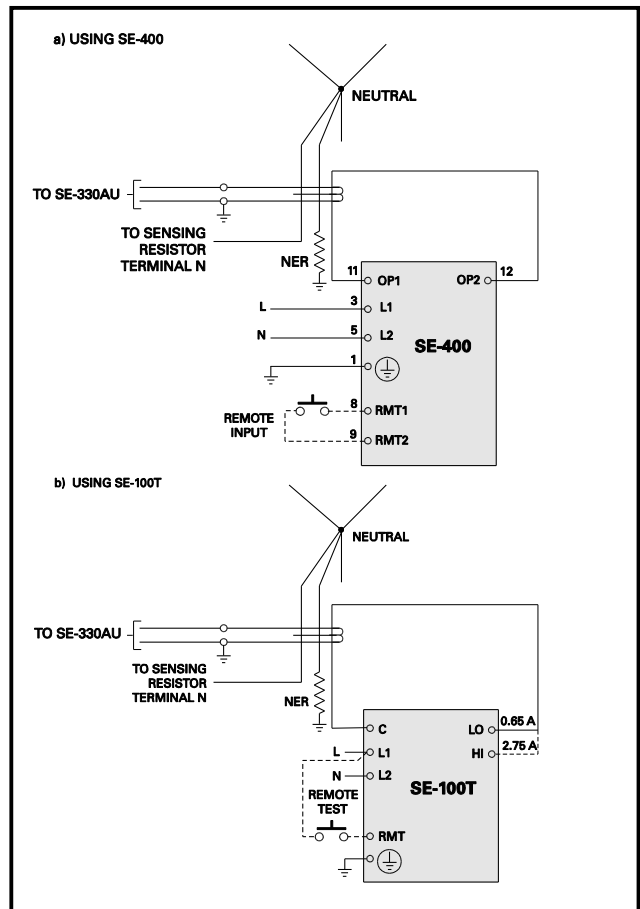 a) USING SE-400
NEUTRAL
TO SE-330AU
TO SENSING
RESISTOR
TERMINAL N
NER
11 OP1 OP2 12
L 3 L1
N 5 L2
SE-400
1
REMOTE
INPUT
8 RMT1
9 RMT2
b) USING SE-100T
NEUTRAL
TO SE-330AU
TO SENSING
RESISTOR
TERMINAL N
NER
C LO 0.65 A
L L1 HI 2.75 A
N L2
SE-100T
REMOTE
TEST
RMT